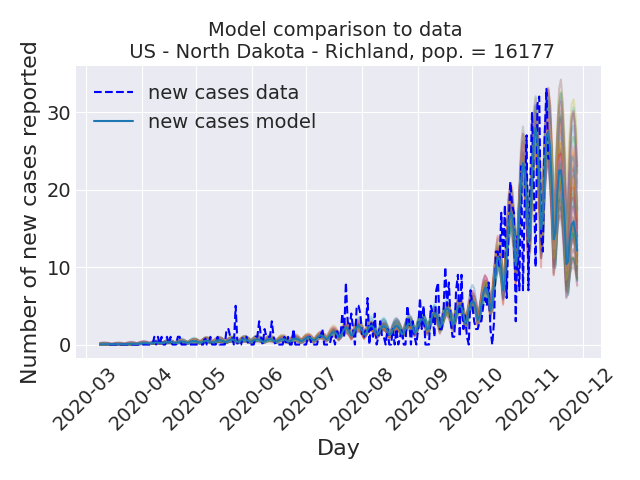 Model comparison to data
US - North Dakota - Richland, pop. = 16177
Number of new cases reported
30
20
10
0
new cases data
new cases model
2020-03
2020-04
2020-05
2020-06
2020-07
2020-08
2020-09
2020-10
2020-11
2020-12
Day